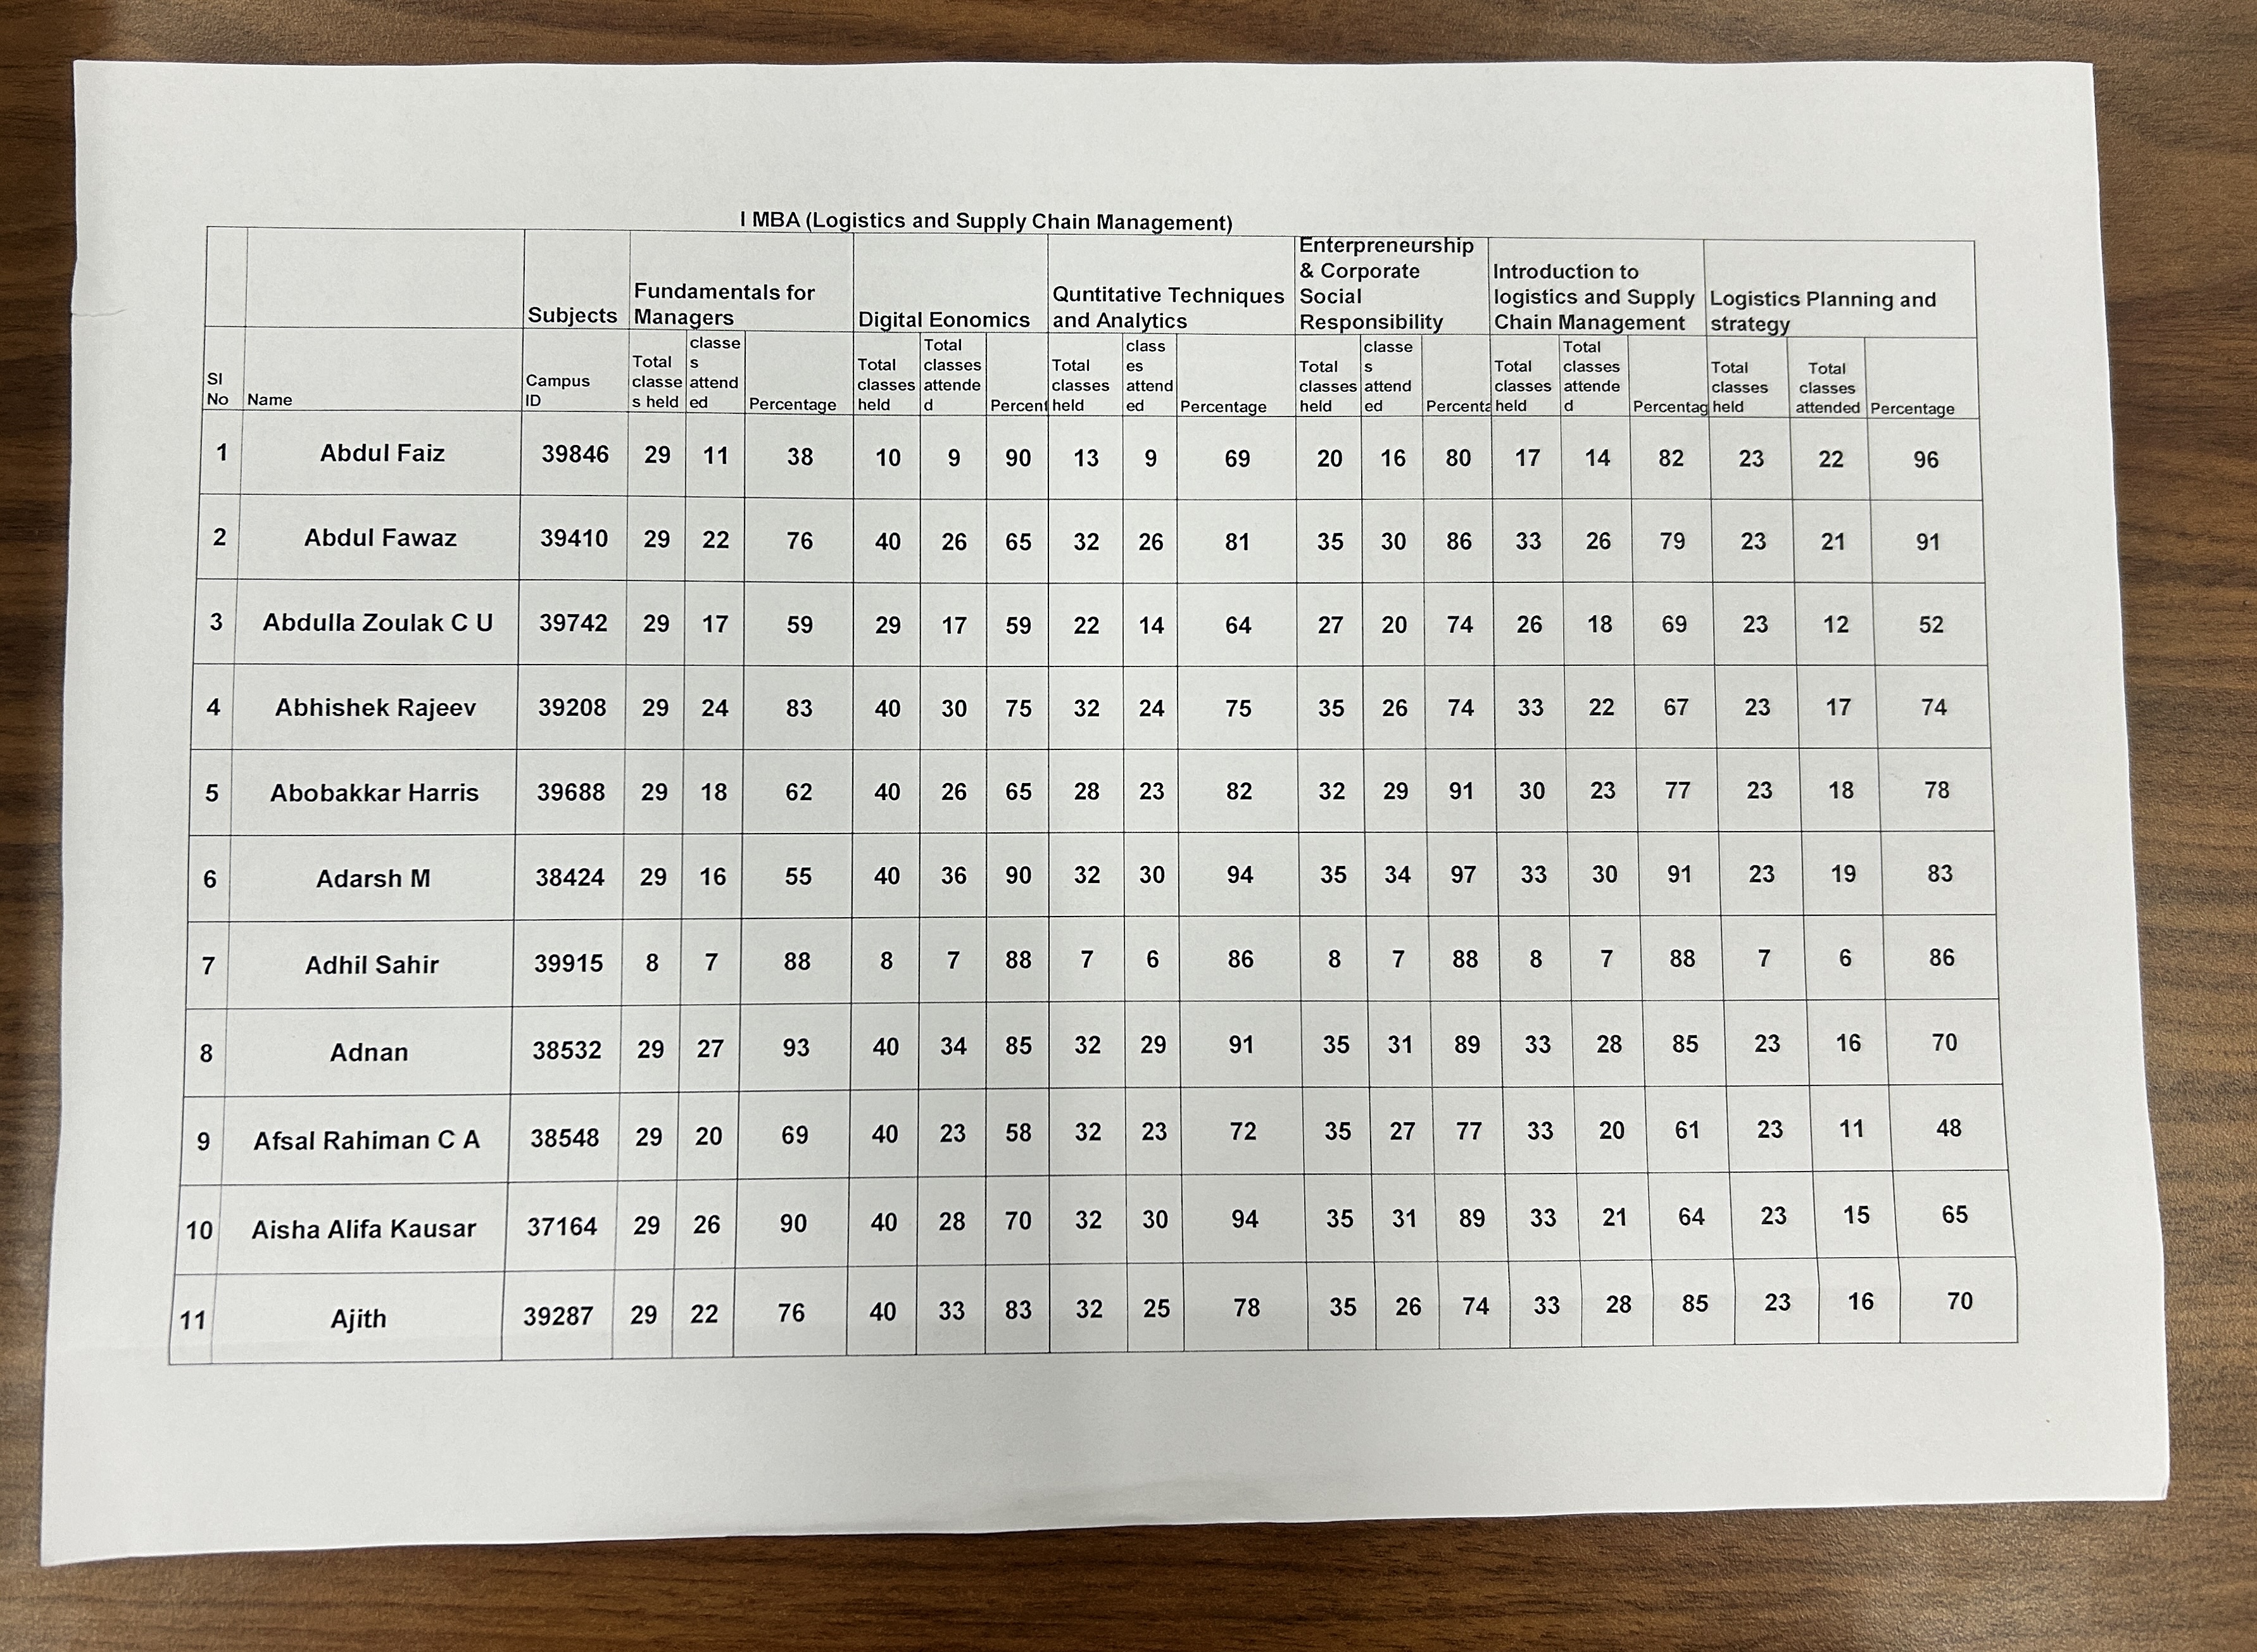 I MBA (Logistics and Supply Chain Management)
Subjects Fundamentals for Managers Digital Eonomics Quntitative Techniques and Analytics Enterpreneurship & Corporate Social Responsibility Introduction to logistics and Supply Chain Management Logistics Planning and strategy
Sl No Name Campus ID Total classes held classes attended Percentage Total classes held Total classes attended Percent Total classes held classes attended Percentage Total classes held classes attended Percenta Total classes held Total classes attended Percentag Total classes held Total classes attended Percentage
1 Abdul Faiz 39846 29 11 38 10 9 90 13 9 69 20 16 80 17 14 82 23 22 96
2 Abdul Fawaz 39410 29 22 76 40 26 65 32 26 81 35 30 86 33 26 79 23 21 91
3 Abdulla Zoulak C U 39742 29 17 59 29 17 59 22 14 64 27 20 74 26 18 69 23 12 52
4 Abhishek Rajeev 39208 29 24 83 40 30 75 32 24 75 35 26 74 33 22 67 23 17 74
5 Abobakkar Harris 39688 29 18 62 40 26 65 28 23 82 32 29 91 30 23 77 23 18 78
6 Adarsh M 38424 29 16 55 40 36 90 32 30 94 35 34 97 33 30 91 23 19 83
7 Adhil Sahir 39915 8 7 88 8 7 88 7 6 86 8 7 88 8 7 88 7 6 86
8 Adnan 38532 29 27 93 40 34 85 32 29 91 35 31 89 33 28 85 23 16 70
9 Afsal Rahiman C A 38548 29 20 69 40 23 58 32 23 72 35 27 77 33 20 61 23 11 48
10 Aisha Alifa Kausar 37164 29 26 90 40 28 70 32 30 94 35 31 89 33 21 64 23 15 65
11 Ajith 39287 29 22 76 40 33 83 32 25 78 35 26 74 33 28 85 23 16 70